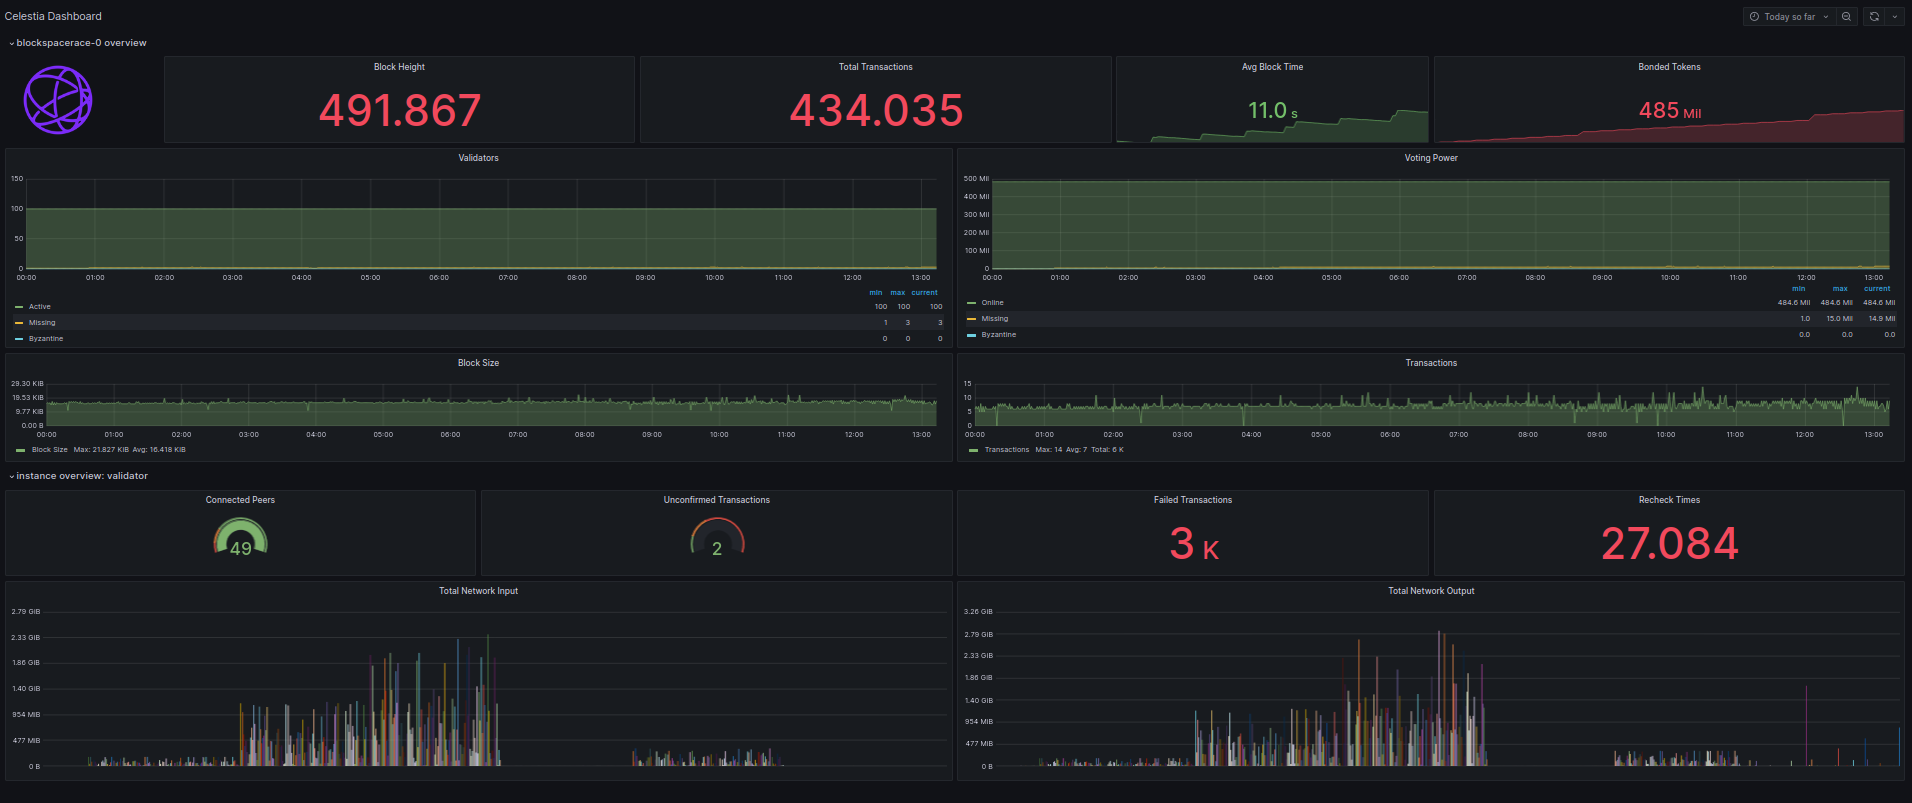 Celestia Dashboard
Today so far
blockspacerace-0 overview
Block Height
491.867
Total Transactions
434.035
Avg Block Time
11.0 s
Bonded Tokens
485 Mil
Validators
150
100
50
0
00:00 01:00 02:00 03:00 04:00 05:00 06:00 07:00 08:00 09:00 10:00 11:00 12:00 13:00
min max current
Active 100 100 100
Missing 1 3 3
Byzantine 0 0 0
Voting Power
500 Mil
400 Mil
300 Mil
200 Mil
100 Mil
0
00:00 01:00 02:00 03:00 04:00 05:00 06:00 07:00 08:00 09:00 10:00 11:00 12:00 13:00
min max current
Online 484.6 Mil 484.6 Mil 484.6 Mil
Missing 1.0 15.0 Mil 14.9 Mil
Byzantine 0.0 0.0 0.0
Block Size
29.30 KiB
19.53 KiB
9.77 KiB
0.00 B
00:00 01:00 02:00 03:00 04:00 05:00 06:00 07:00 08:00 09:00 10:00 11:00 12:00 13:00
Block Size Max: 21.827 KiB Avg: 16.418 KiB
Transactions
15
10
5
0
00:00 01:00 02:00 03:00 04:00 05:00 06:00 07:00 08:00 09:00 10:00 11:00 12:00 13:00
Transactions Max: 14 Avg: 7 Total: 6 K
instance overview: validator
Connected Peers
49
Unconfirmed Transactions
2
Failed Transactions
3 K
Recheck Times
27.084
Total Network Input
2.79 GiB
2.33 GiB
1.86 GiB
1.40 GiB
954 MiB
477 MiB
0 B
Total Network Output
3.26 GiB
2.79 GiB
2.33 GiB
1.86 GiB
1.40 GiB
954 MiB
477 MiB
0 B